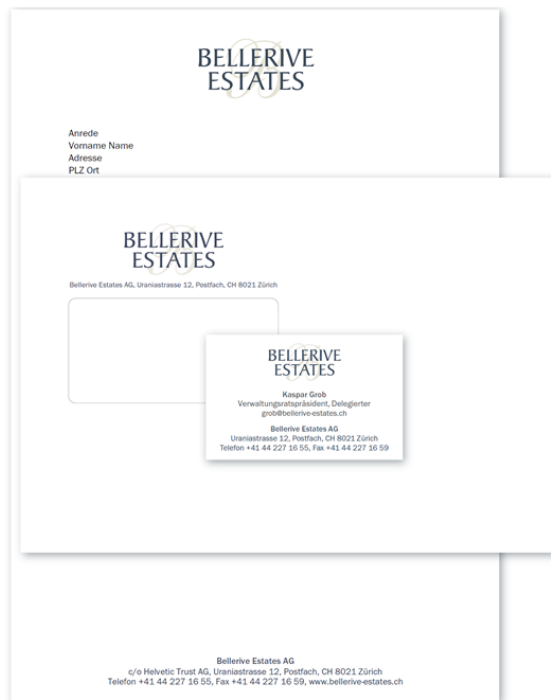 BELLERIVE
ESTATES
Anrede
Vorname Name
Adresse
PLZ Ort
BELLERIVE
ESTATES
Bellerive Estates AG, Uraniastrasse 12, Postfach, CH 8021 Zürich
BELLERIVE
ESTATES
Kaspar Grob
Verwaltungsratspräsident, Delegierter
grob@bellerive-estates.ch
Bellerive Estates AG
Uraniastrasse 12, Postfach, CH 8021 Zürich
Telefon +41 44 227 16 55, Fax +41 44 227 16 59
Bellerive Estates AG
c/o Helvetic Trust AG, Uraniastrasse 12, Postfach, CH 8021 Zürich
Telefon +41 44 227 16 55, Fax +41 44 227 16 59, www.bellerive-estates.ch